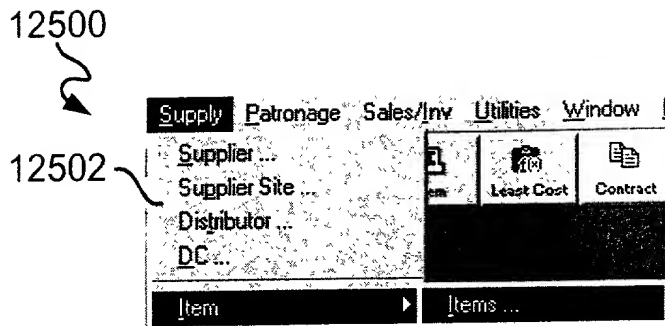 12500
Supply Patronage Sales/Inv Utilities Window
12502
Supplier ...
Supplier Site ...
Distributor ...
DC ...
Least Cost Contract
Item Items ...